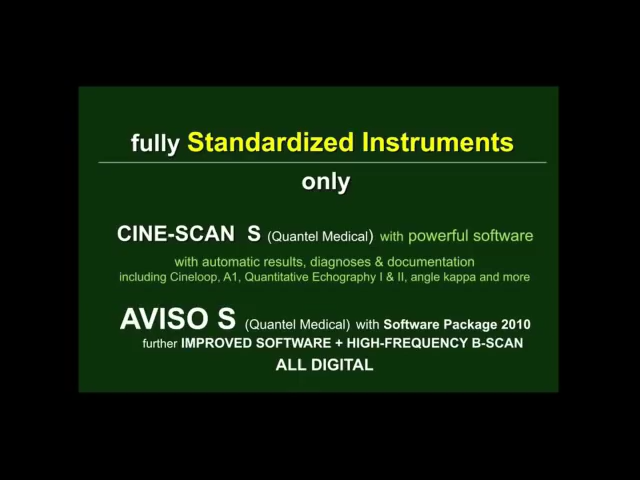 fully Standardized Instruments
only
CINE-SCAN S (Quantel Medical) with powerful software
with automatic results, diagnoses & documentation
including Cineloop, A1, Quantitative Echography I & II, angle kappa and more
AVISO S (Quantel Medical) with Software Package 2010
further IMPROVED SOFTWARE + HIGH-FREQUENCY B-SCAN
ALL DIGITAL